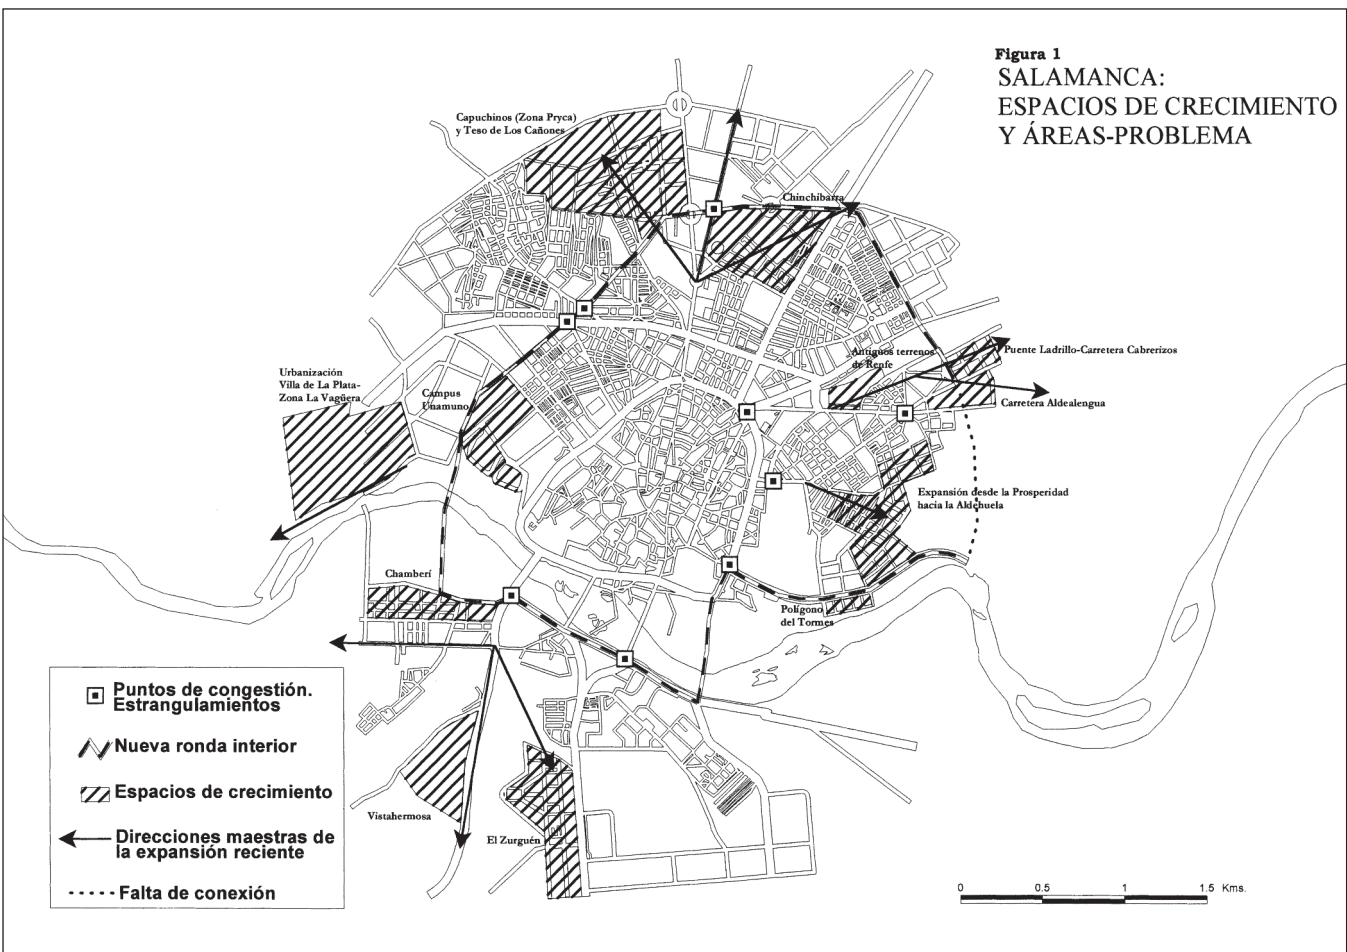 Figura 1
SALAMANCA:
ESPACIOS DE CRECIMIENTO
Y ÁREAS-PROBLEMA
Capuchinos (Zona Pryca)
y Teso de Los Cañones
Chinchibarra
Antiguos terrenos
de Renfe
Puente Ladrillo-Carretera Cabrerizos
Urbanización
Villa de La Plata-
Zona La Vagüera
Campus
Unamuno
Carretera Aldealengua
Expansión desde la Prosperidad
hacia la Aldehuela
Chamberí
Polígono
del Tormes
Vistahermosa
El Zurguén
Puntos de congestión.
Estrangulamientos
Nueva ronda interior
Espacios de crecimiento
Direcciones maestras de
la expansión reciente
Falta de conexión
0 0.5 1 1.5 Kms.